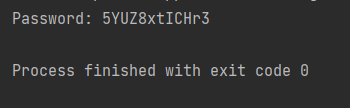 Password: 5YUZ8xtICHr3
Process finished with exit code 0